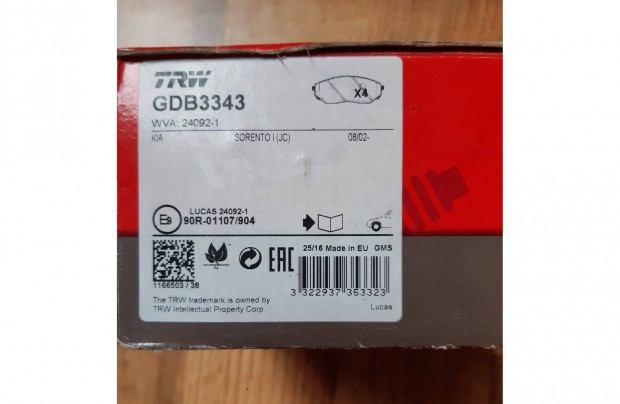 TRW
X4
GDB3343
WVA: 24092-1
KIA SORENTO I (JC) 08/02-
LUCAS 24092-1
E9 90R-01107/904
25/16 Made in EU GMS
EAC
1166503 / 38
3 322937 353323
The TRW trademark is owned by
TRW Intellectual Property Corp
Lucas